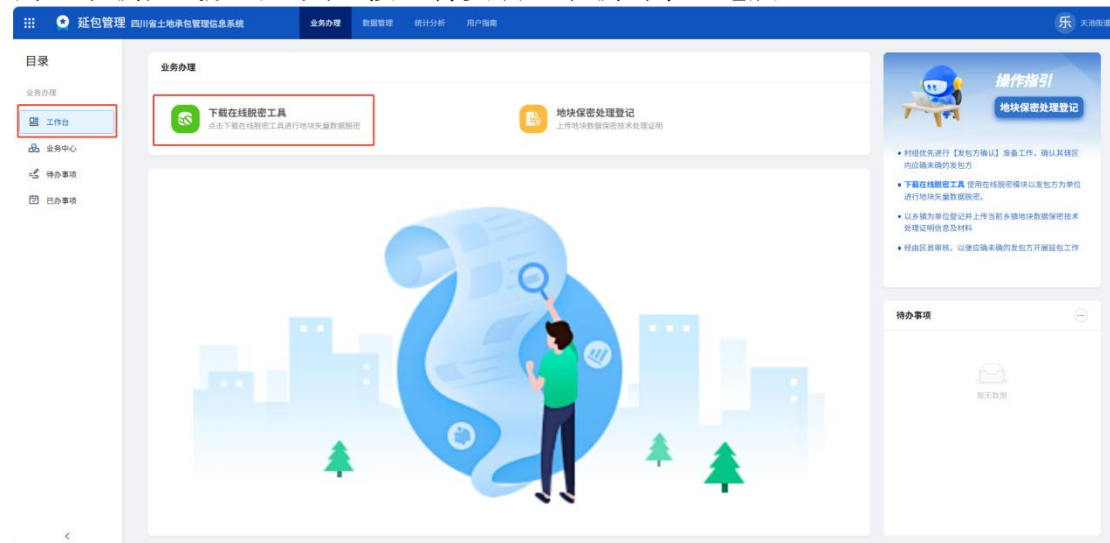 延包管理 四川省土地承包管理信息系统
业务办理 数据管理 统计分析 用户指南
乐 天池街道
目录
业务办理
工作台
业务中心
待办事项
已办事项
业务办理
下载在线脱密工具
点击下载在线脱密工具进行地块矢量数据脱密
地块保密处理登记
上传地块数据保密技术处理证明
操作指引
地块保密处理登记
• 村组优先进行【发包方确认】准备工作，确认其辖区
内应确未确的发包方
• 下载在线脱密工具 使用在线脱密模块以发包方为单位
进行地块矢量数据脱密。
• 以乡镇为单位登记并上传当前乡镇地块数据保密技术
处理证明信息及材料
• 经由区县审核，以便应确未确的发包方开展延包工作
待办事项
暂无数据